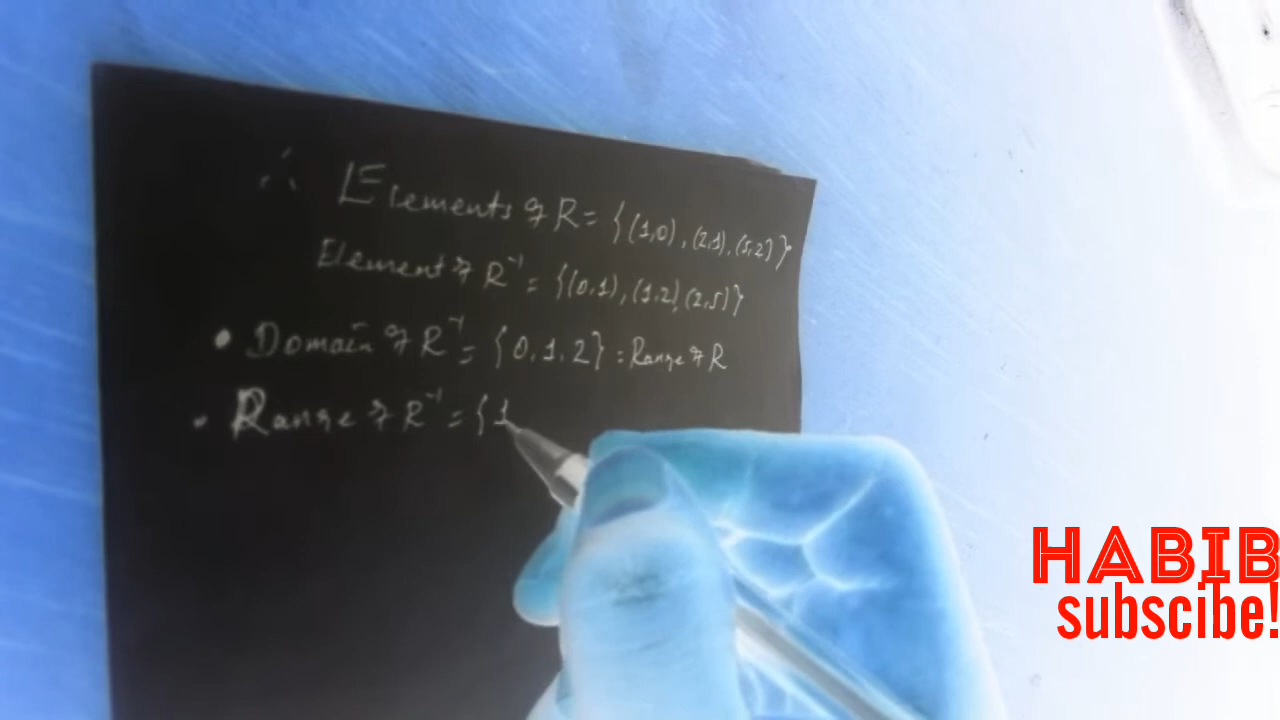 ∴ Elements of R = {(1,0), (2,1), (5,2)}
Element of R⁻¹ = {(0,1), (1,2), (2,5)}
• Domain of R⁻¹ = {0, 1, 2} = Range of R
• Range of R⁻¹ = {1
HABIB
subscibe!